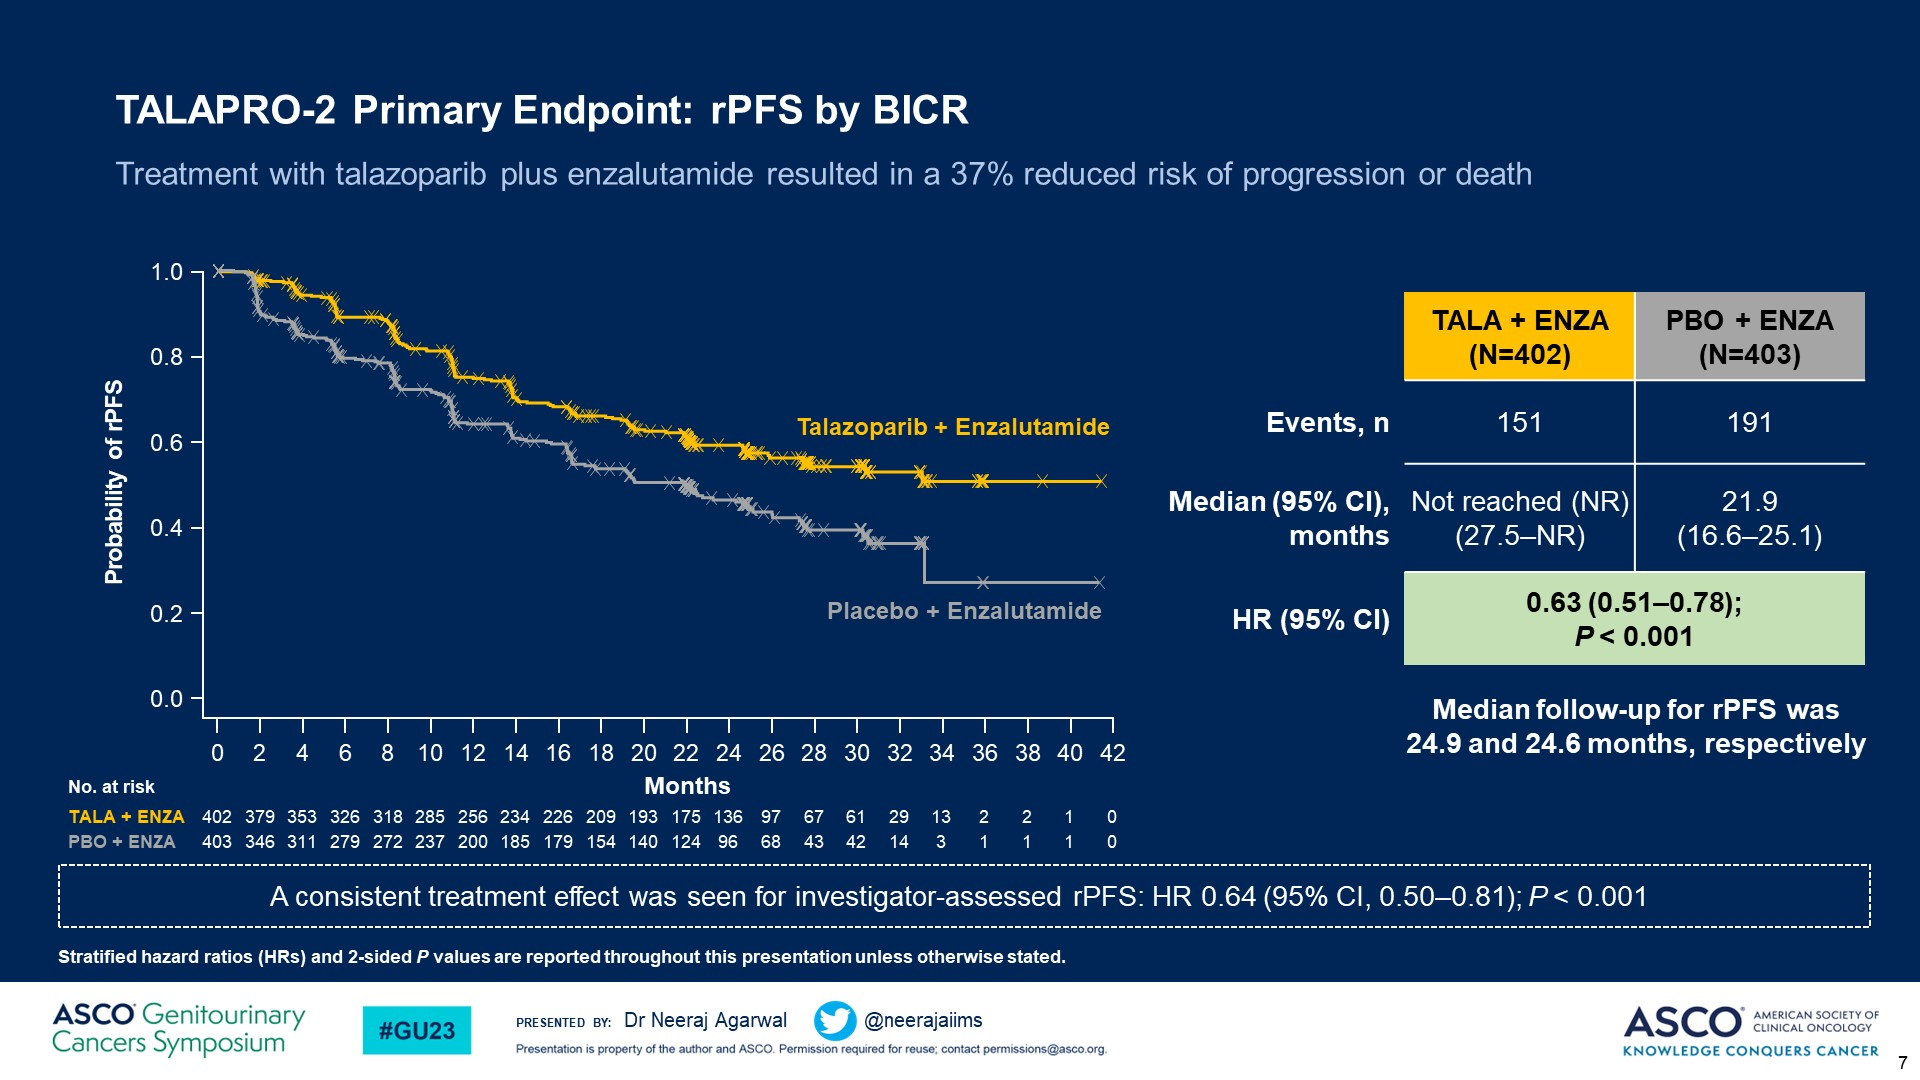 TALAPRO-2 Primary Endpoint: rPFS by BICR
Treatment with talazoparib plus enzalutamide resulted in a 37% reduced risk of progression or death
Probability of rPFS
1.0
0.8
0.6
0.4
0.2
0.0
Talazoparib + Enzalutamide
Placebo + Enzalutamide
0 2 4 6 8 10 12 14 16 18 20 22 24 26 28 30 32 34 36 38 40 42
Months
No. at risk
TALA + ENZA 402 379 353 326 318 285 256 234 226 209 193 175 136 97 67 61 29 13 2 2 1 0
PBO + ENZA 403 346 311 279 272 237 200 185 179 154 140 124 96 68 43 42 14 3 1 1 1 0
TALA + ENZA PBO + ENZA
(N=402) (N=403)
Events, n 151 191
Median (95% CI), Not reached (NR) 21.9
months (27.5–NR) (16.6–25.1)
HR (95% CI)
0.63 (0.51–0.78);
P < 0.001
Median follow-up for rPFS was
24.9 and 24.6 months, respectively
A consistent treatment effect was seen for investigator-assessed rPFS: HR 0.64 (95% CI, 0.50–0.81); P < 0.001
Stratified hazard ratios (HRs) and 2-sided P values are reported throughout this presentation unless otherwise stated.
ASCO® Genitourinary
Cancers Symposium
#GU23
PRESENTED BY: Dr Neeraj Agarwal @neerajaiims
Presentation is property of the author and ASCO. Permission required for reuse; contact permissions@asco.org.
ASCO® AMERICAN SOCIETY OF
CLINICAL ONCOLOGY
KNOWLEDGE CONQUERS CANCER
7